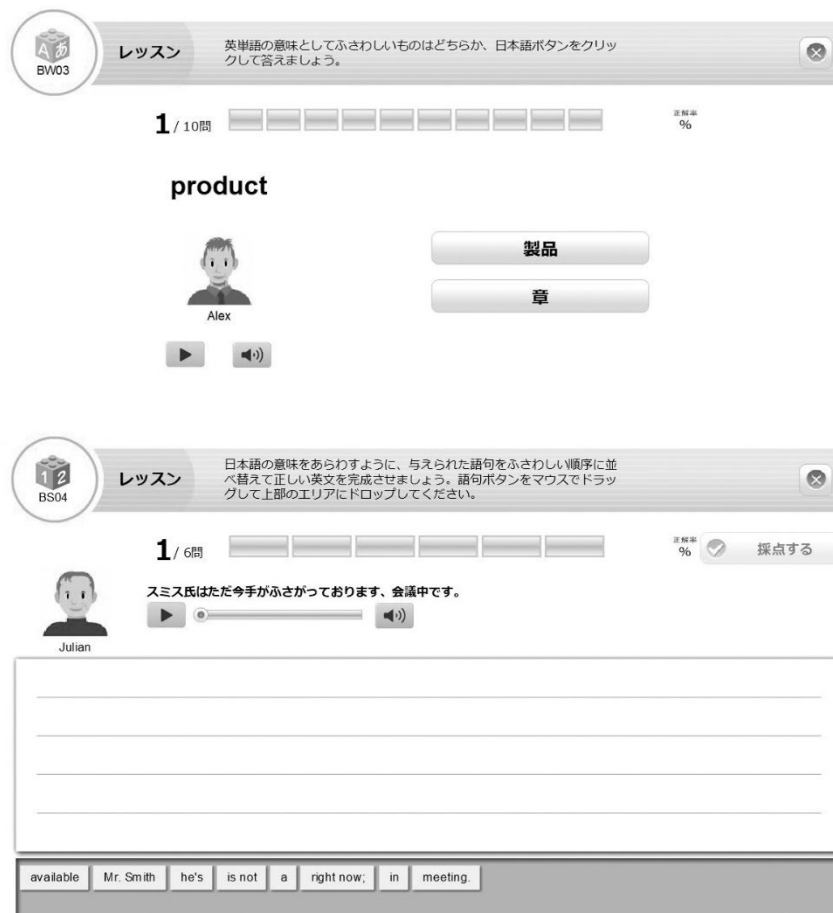 A あ
BW03
レッスン
英単語の意味としてふさわしいものはどちらか、日本語ボタンをクリッ
クして答えましょう。
1 / 10問
正解率
%
product
製品
章
Alex
1 2
BS04
レッスン
日本語の意味をあらわすように、与えられた語句をふさわしい順序に並
べ替えて正しい英文を完成させましょう。語句ボタンをマウスでドラッ
グして上部のエリアにドロップしてください。
1 / 6問
正解率
%
採点する
スミス氏はただ今手がふさがっております、会議中です。
Julian
available Mr. Smith he's is not a right now; in meeting.